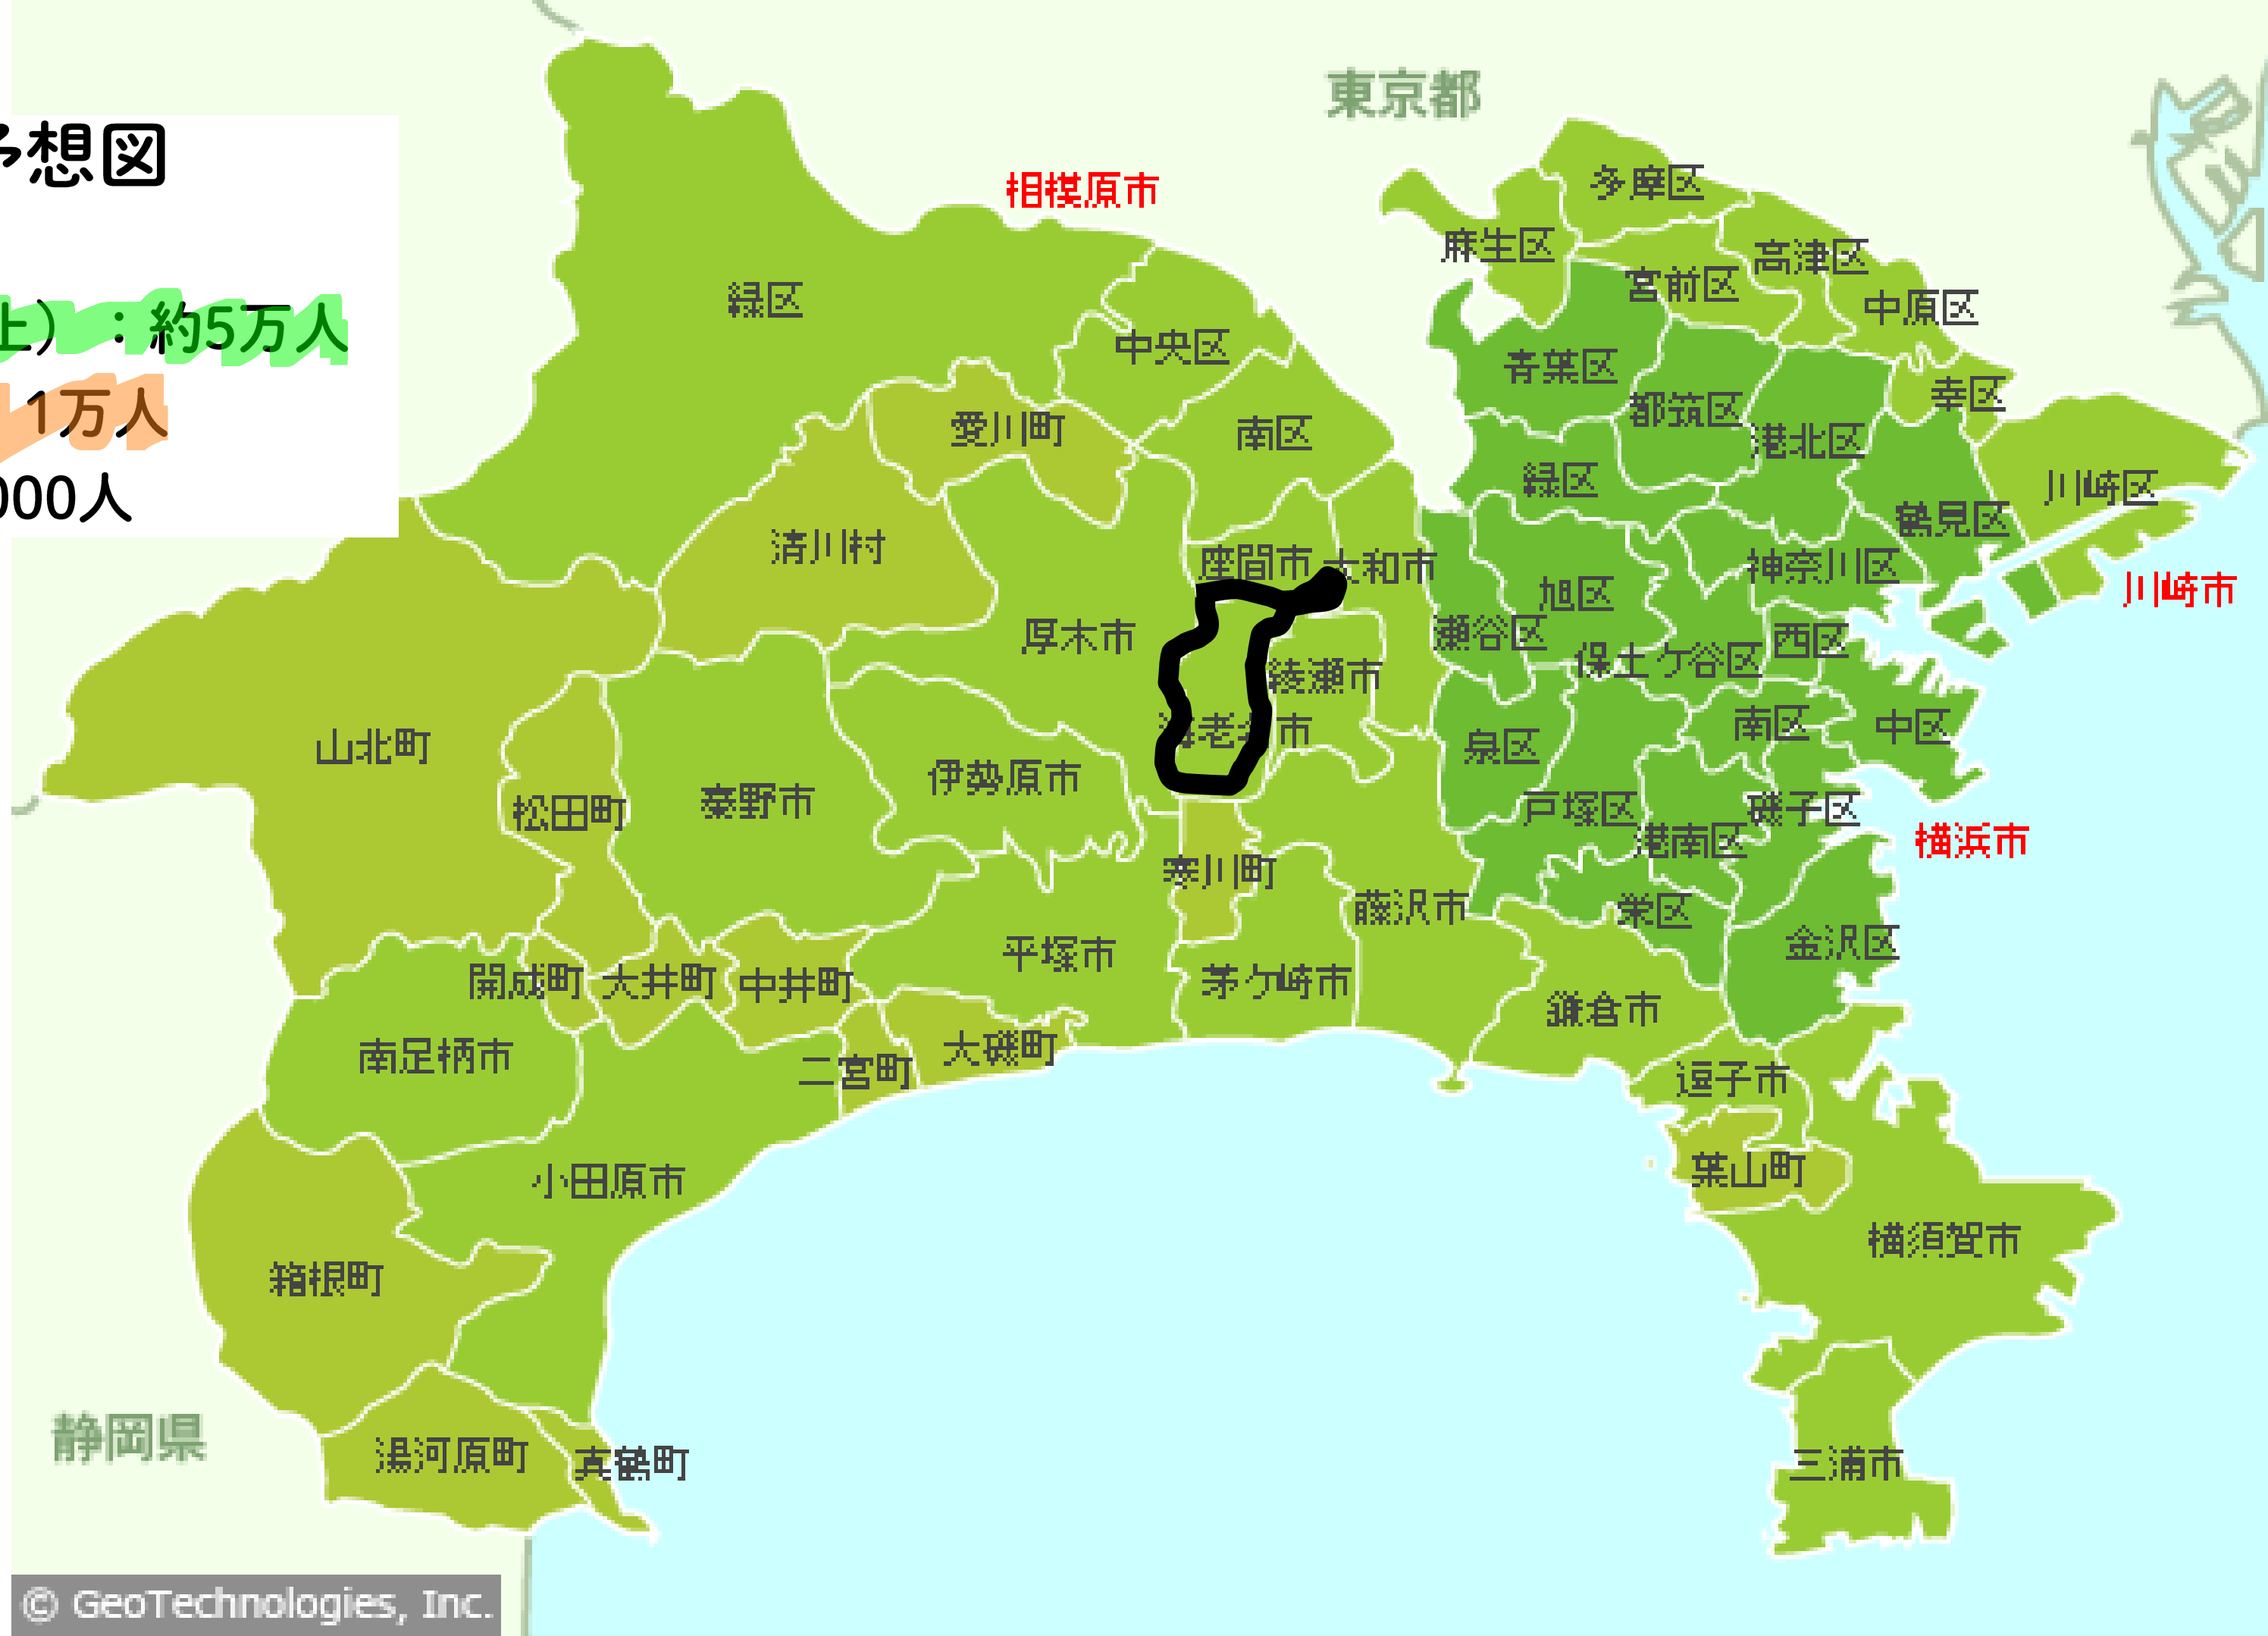 予想図
上）：約5万人
1万人
000人
東京都
相模原市
多摩区
麻生区
高津区
宮前区
中原区
緑区
中央区
青葉区
幸区
都筑区
愛川町
南区
港北区
緑区
川崎区
鶴見区
清川村
座間市
大和市
神奈川区
旭区
川崎市
厚木市
瀬谷区
西区
保土ケ谷区
綾瀬市
海老名市
南区
中区
山北町
泉区
伊勢原市
秦野市
松田町
戸塚区
磯子区
港南区
横浜市
寒川町
藤沢市
栄区
金沢区
平塚市
開成町
大井町
中井町
茅ケ崎市
鎌倉市
南足柄市
大磯町
二宮町
逗子市
葉山町
小田原市
横須賀市
箱根町
静岡県
湯河原町
真鶴町
三浦市
© GeoTechnologies, Inc.